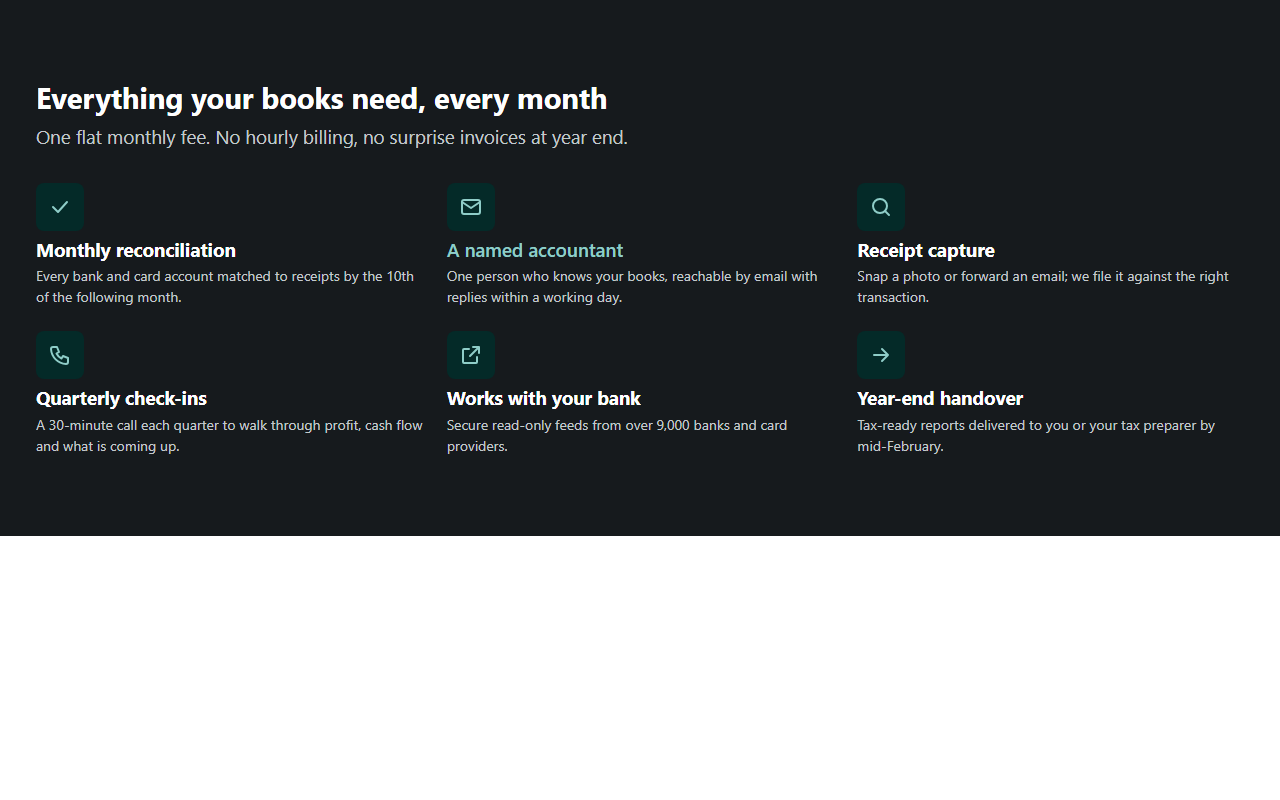 Everything your books need, every month
One flat monthly fee. No hourly billing, no surprise invoices at year end.
Monthly reconciliation
Every bank and card account matched to receipts by the 10th
of the following month.
A named accountant
One person who knows your books, reachable by email with
replies within a working day.
Receipt capture
Snap a photo or forward an email; we file it against the right
transaction.
Quarterly check-ins
A 30-minute call each quarter to walk through profit, cash flow
and what is coming up.
Works with your bank
Secure read-only feeds from over 9,000 banks and card
providers.
Year-end handover
Tax-ready reports delivered to you or your tax preparer by
mid-February.